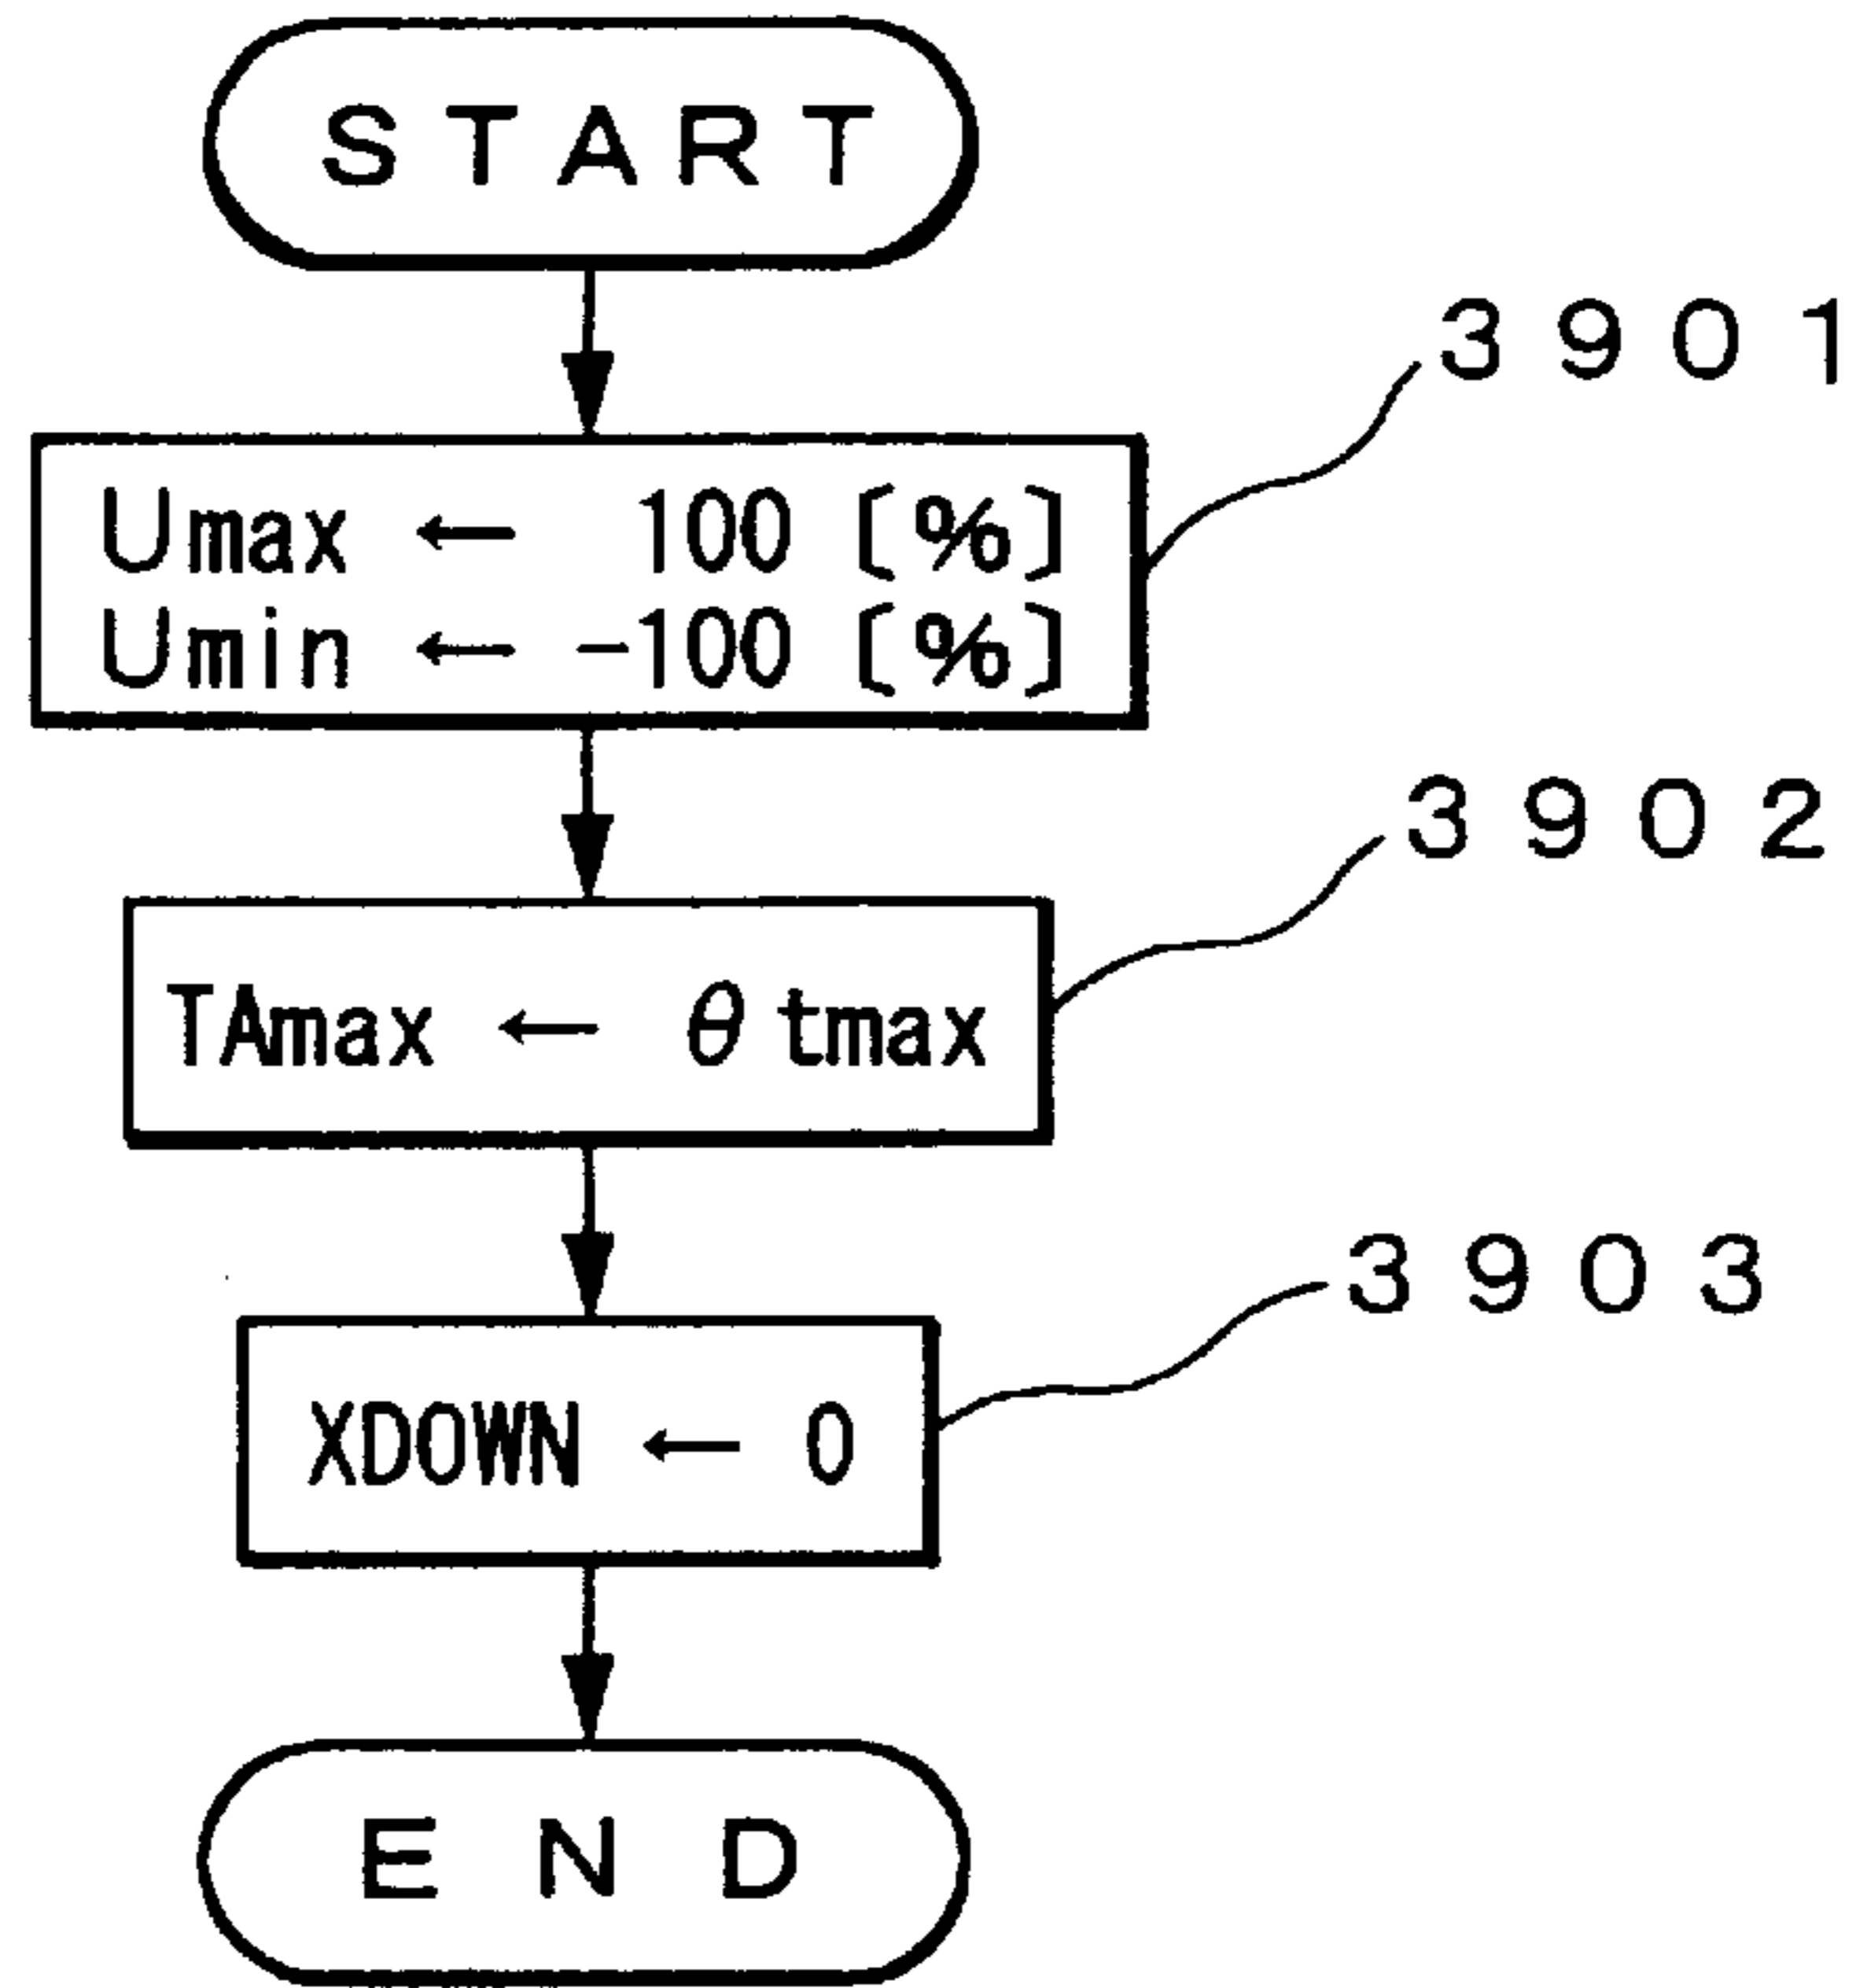 START
3901
Umax ← 100 [%]
Umin ← -100 [%]
3902
TAmax ← θtmax
3903
XDOWN ← 0
END